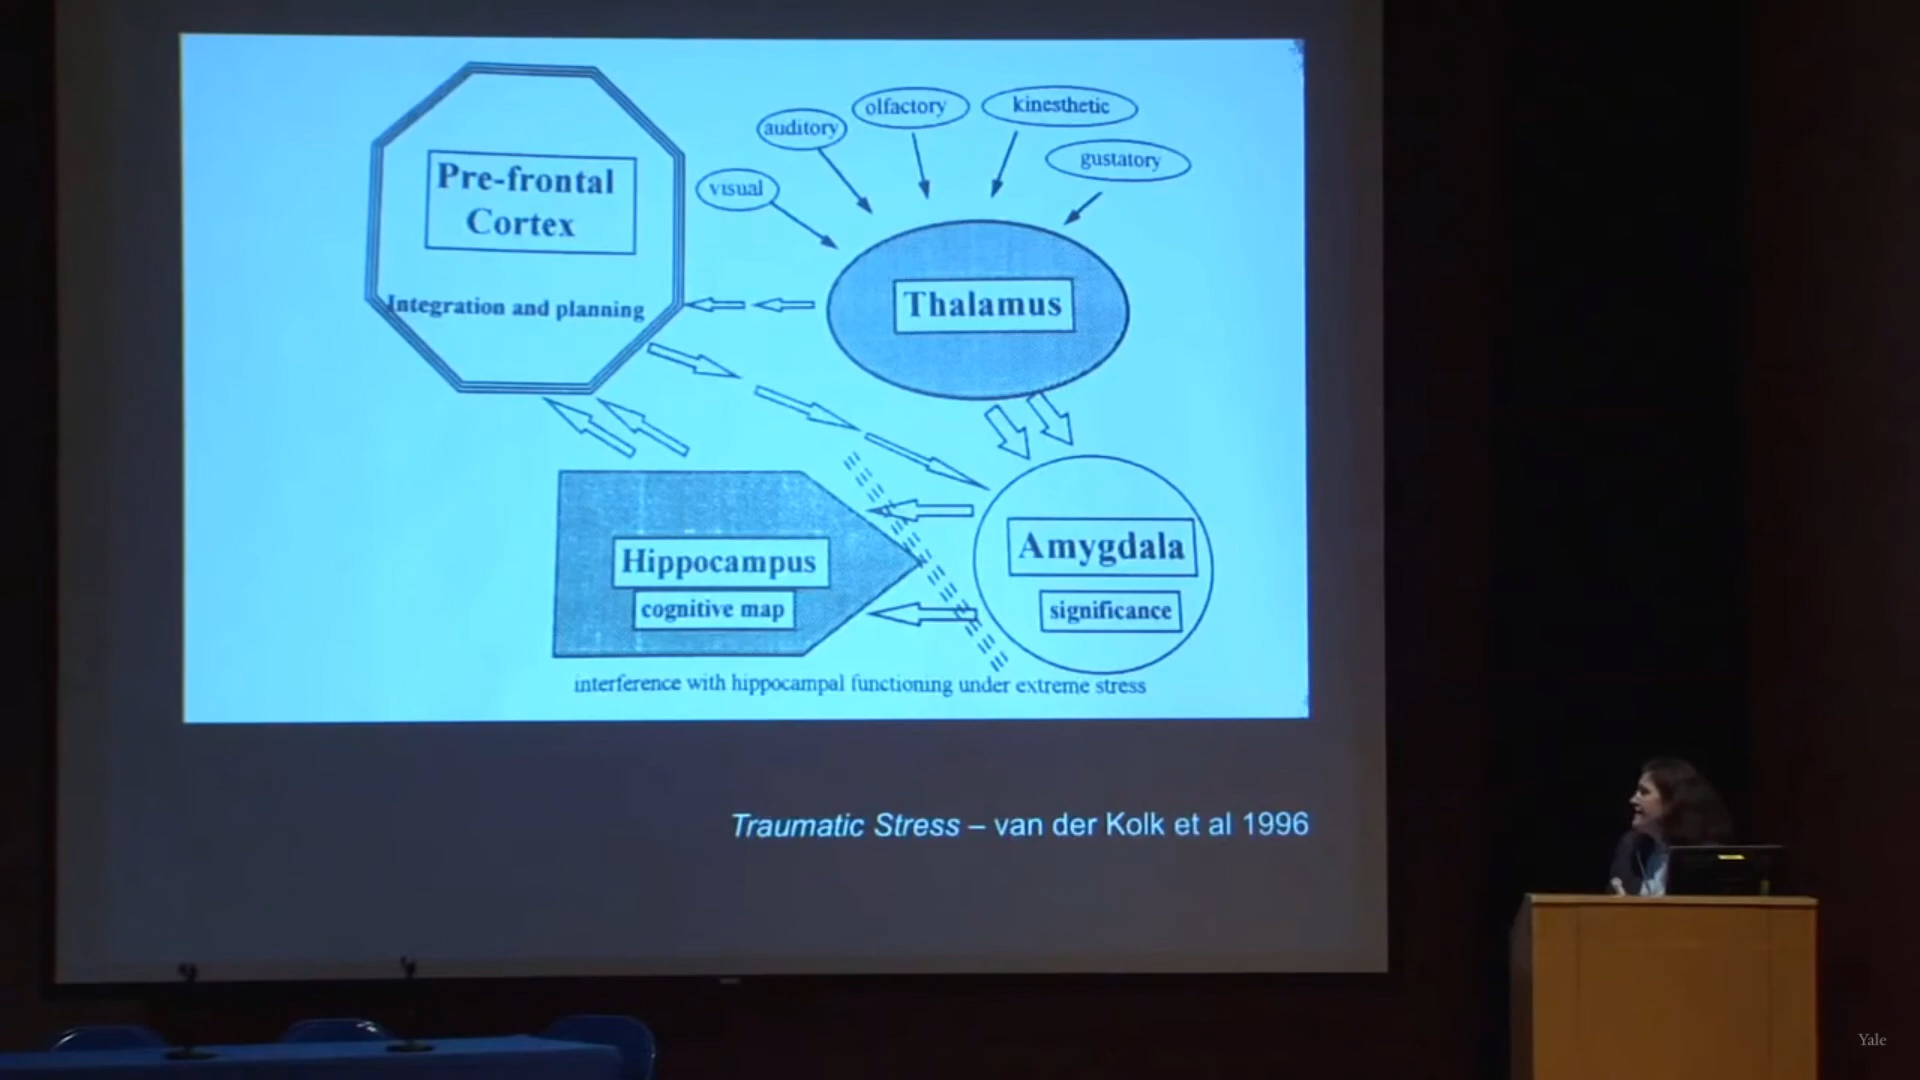 Pre-frontal
Cortex
Integration and planning
visual
auditory
olfactory
kinesthetic
gustatory
Thalamus
Hippocampus
cognitive map
Amygdala
significance
interference with hippocampal functioning under extreme stress
Traumatic Stress – van der Kolk et al 1996
Yale